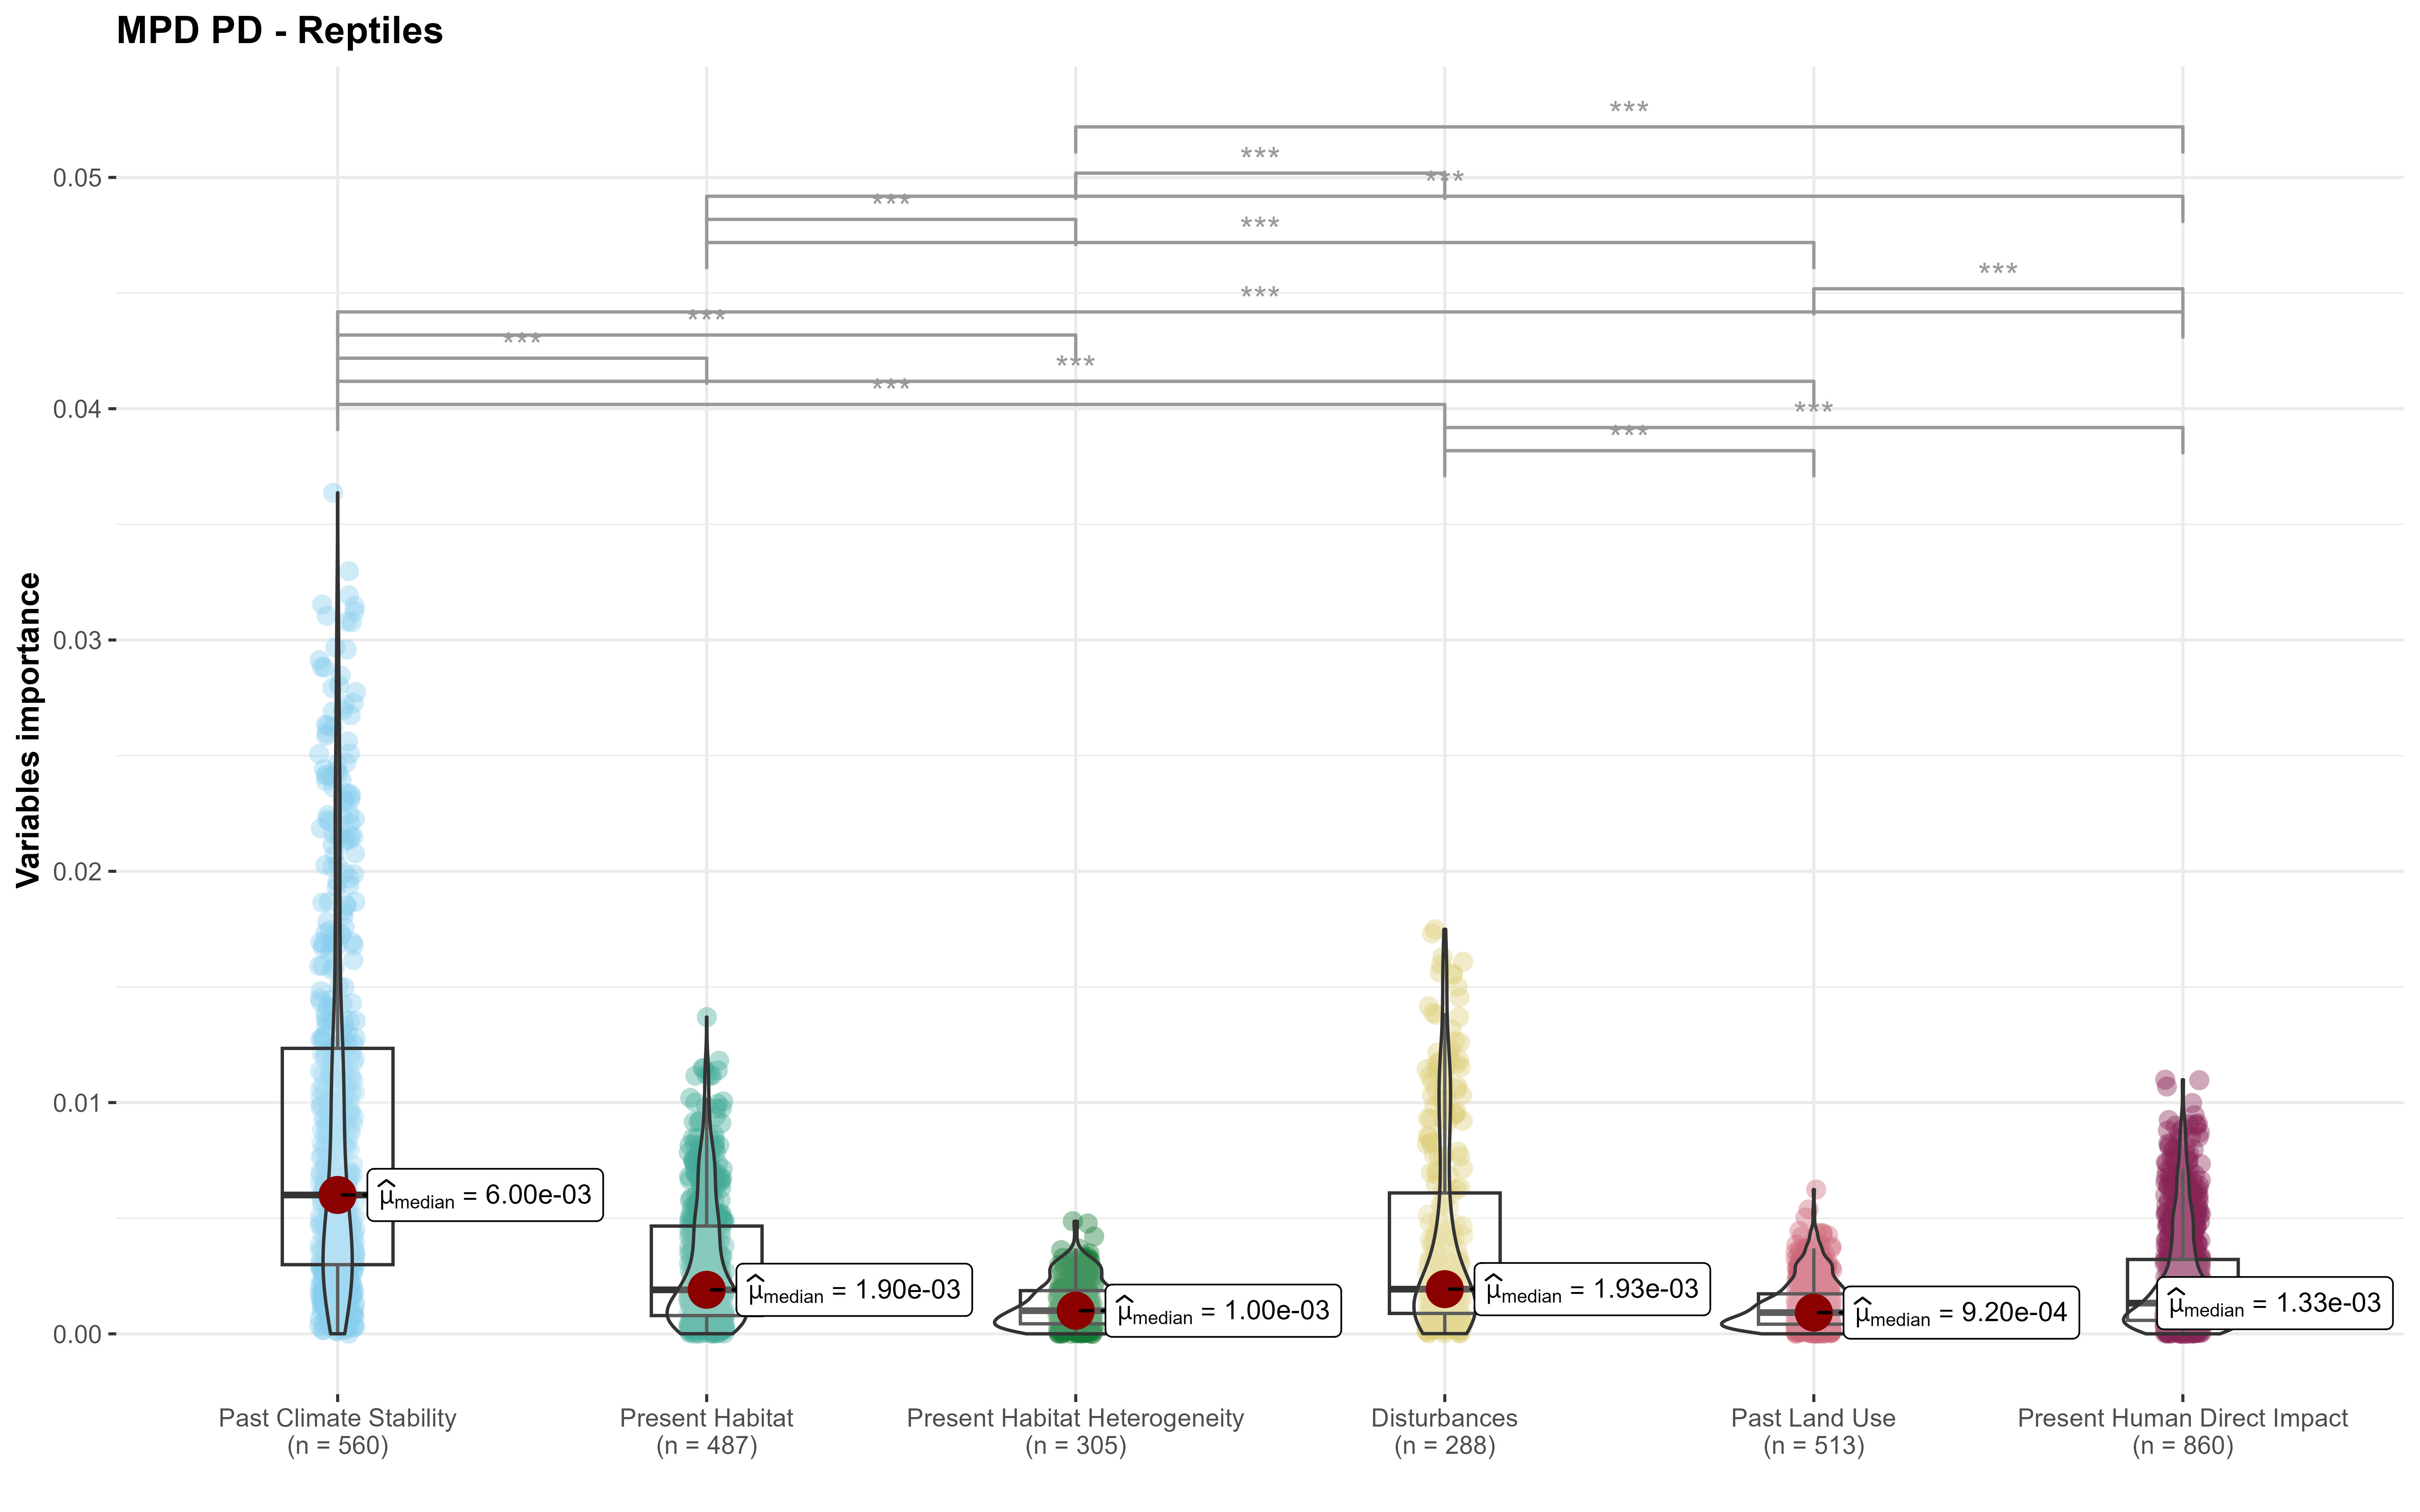 MPD PD - Reptiles
Variables importance
***
***
***
***
***
***
***
***
***
***
***
***
***
0.05
0.04
0.03
0.02
0.01
0.00
μ̂median = 6.00e-03
μ̂median = 1.90e-03
μ̂median = 1.00e-03
μ̂median = 1.93e-03
μ̂median = 9.20e-04
μ̂median = 1.33e-03
Past Climate Stability
(n = 560)
Present Habitat
(n = 487)
Present Habitat Heterogeneity
(n = 305)
Disturbances
(n = 288)
Past Land Use
(n = 513)
Present Human Direct Impact
(n = 860)